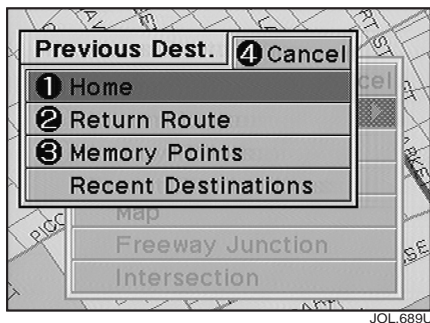 Previous Dest. 4 Cancel
1 Home
2 Return Route
3 Memory Points
Recent Destinations
cel
Map
Freeway Junction
Intersection
JOL.689U